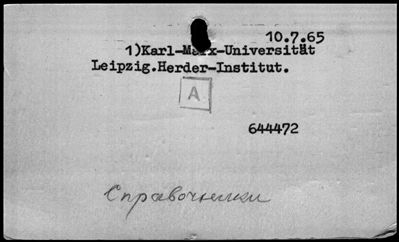 10.7.65
1)Karl-Marx-Universität
Leipzig.Herder-Institut.
A
644472
Справочники